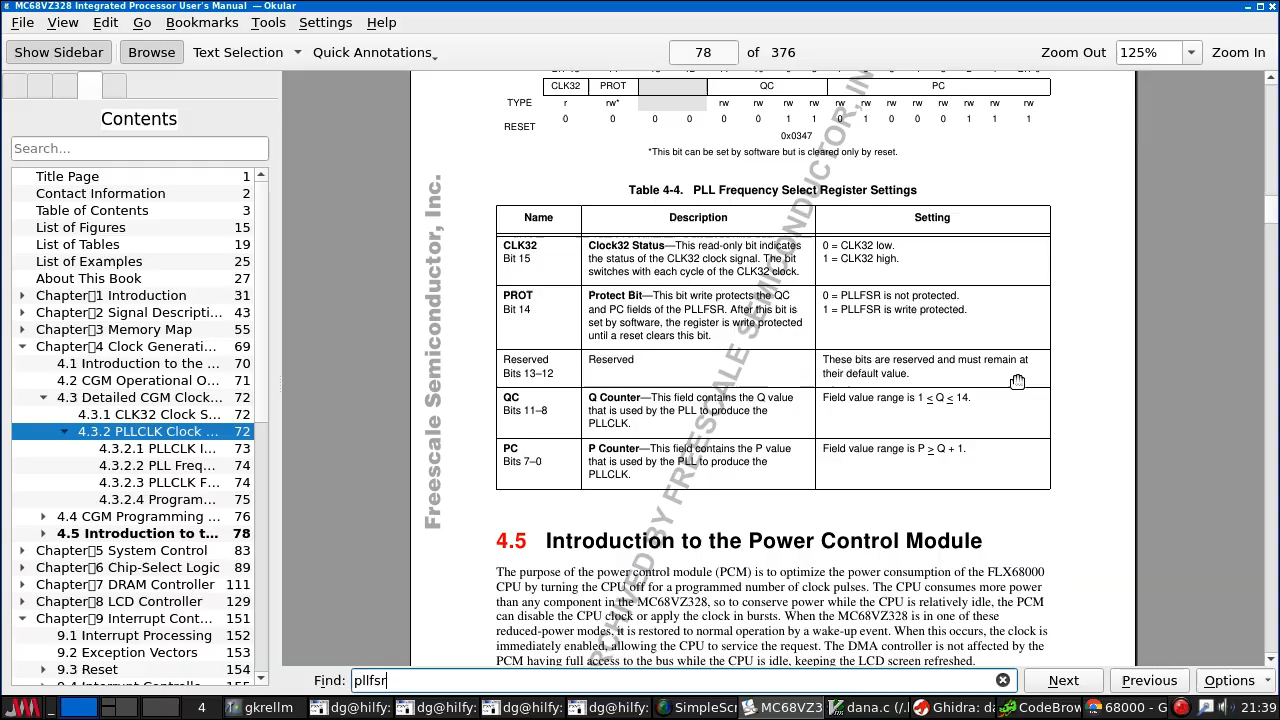 MC68VZ328 Integrated Processor User's Manual — Okular
File View Edit Go Bookmarks Tools Settings Help
Show Sidebar Browse Text Selection Quick Annotations 78 of 376 Zoom Out 125% Zoom In
Contents
Search...
Title Page 1
Contact Information 2
Table of Contents 3
List of Figures 15
List of Tables 19
List of Examples 25
About This Book 27
Chapter 1 Introduction 31
Chapter 2 Signal Descripti... 43
Chapter 3 Memory Map 55
Chapter 4 Clock Generati... 69
4.1 Introduction to the ... 70
4.2 CGM Operational O... 71
4.3 Detailed CGM Clock... 72
4.3.1 CLK32 Clock S... 72
4.3.2 PLLCLK Clock ... 72
4.3.2.1 PLLCLK I... 73
4.3.2.2 PLL Freq... 74
4.3.2.3 PLLCLK F... 74
4.3.2.4 Program... 75
4.4 CGM Programming ... 76
4.5 Introduction to t... 78
Chapter 5 System Control 83
Chapter 6 Chip-Select Logic 89
Chapter 7 DRAM Controller 111
Chapter 8 LCD Controller 129
Chapter 9 Interrupt Cont... 151
9.1 Interrupt Processing 152
9.2 Exception Vectors 153
9.3 Reset 154
CLK32 PROT QC PC
TYPE r rw* rw rw rw rw rw rw rw rw rw rw rw rw
RESET 0 0 0 0 0 0 1 1 0 1 0 0 0 1 1 1
0x0347
*This bit can be set by software but is cleared only by reset.
Table 4-4. PLL Frequency Select Register Settings
Name Description Setting
CLK32
Bit 15
Clock32 Status—This read-only bit indicates
the status of the CLK32 clock signal. The bit
switches with each cycle of the CLK32 clock.
0 = CLK32 low.
1 = CLK32 high.
PROT
Bit 14
Protect Bit—This bit write protects the QC
and PC fields of the PLLFSR. After this bit is
set by software, the register is write protected
until a reset clears this bit.
0 = PLLFSR is not protected.
1 = PLLFSR is write protected.
Reserved
Bits 13–12
Reserved
These bits are reserved and must remain at
their default value.
QC
Bits 11–8
Q Counter—This field contains the Q value
that is used by the PLL to produce the
PLLCLK.
Field value range is 1 ≤ Q ≤ 14.
PC
Bits 7–0
P Counter—This field contains the P value
that is used by the PLL to produce the
PLLCLK.
Field value range is P ≥ Q + 1.
Freescale Semiconductor, Inc.
CHIVED BY FREESCALE SEMICONDUCTOR, IN
4.5 Introduction to the Power Control Module
The purpose of the power control module (PCM) is to optimize the power consumption of the FLX68000
CPU by turning the CPU off for a programmed number of clock pulses. The CPU consumes more power
than any component in the MC68VZ328, so to conserve power while the CPU is relatively idle, the PCM
can disable the CPU clock or apply the clock in bursts. When the MC68VZ328 is in one of these
reduced-power modes, it is restored to normal operation by a wake-up event. When this occurs, the clock is
immediately enabled, allowing the CPU to service the request. The DMA controller is not affected by the
PCM having full access to the bus while the CPU is idle, keeping the LCD screen refreshed.
Find: pllfsr Next Previous Options
4 gkrellm dg@hilfy: dg@hilfy: dg@hilfy: dg@hilfy: SimpleScr MC68VZ3 dana.c (/. Ghidra: da CodeBrow 68000 - G 21:39